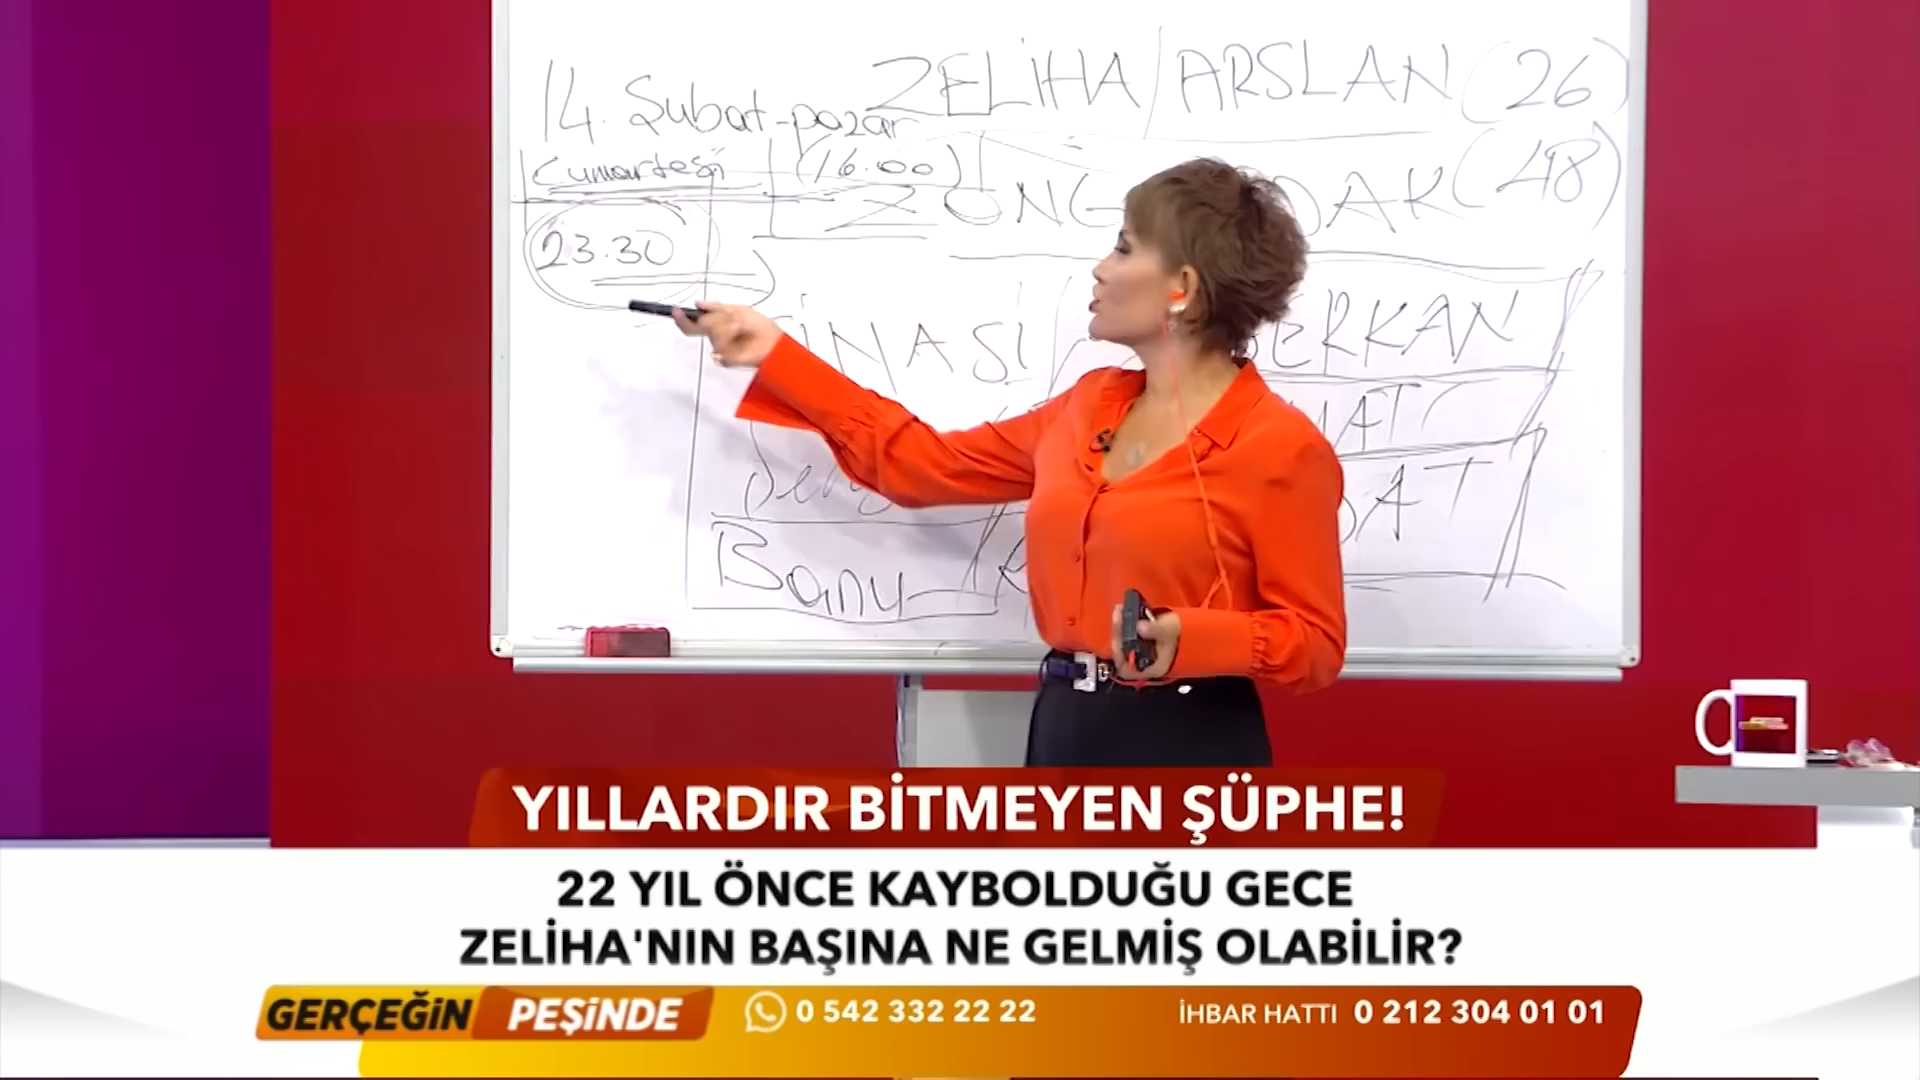 14. Şubat-pazar
ZELİHA ARSLAN (26)
Cumartesi (16.00)
(48)
23.30
BERKAN
Banu
YILLARDIR BİTMEYEN ŞÜPHE!
22 YIL ÖNCE KAYBOLDUĞU GECE
ZELİHA'NIN BAŞINA NE GELMİŞ OLABİLİR?
GERÇEĞİN PEŞİNDE 0 542 332 22 22 İHBAR HATTI 0 212 304 01 01